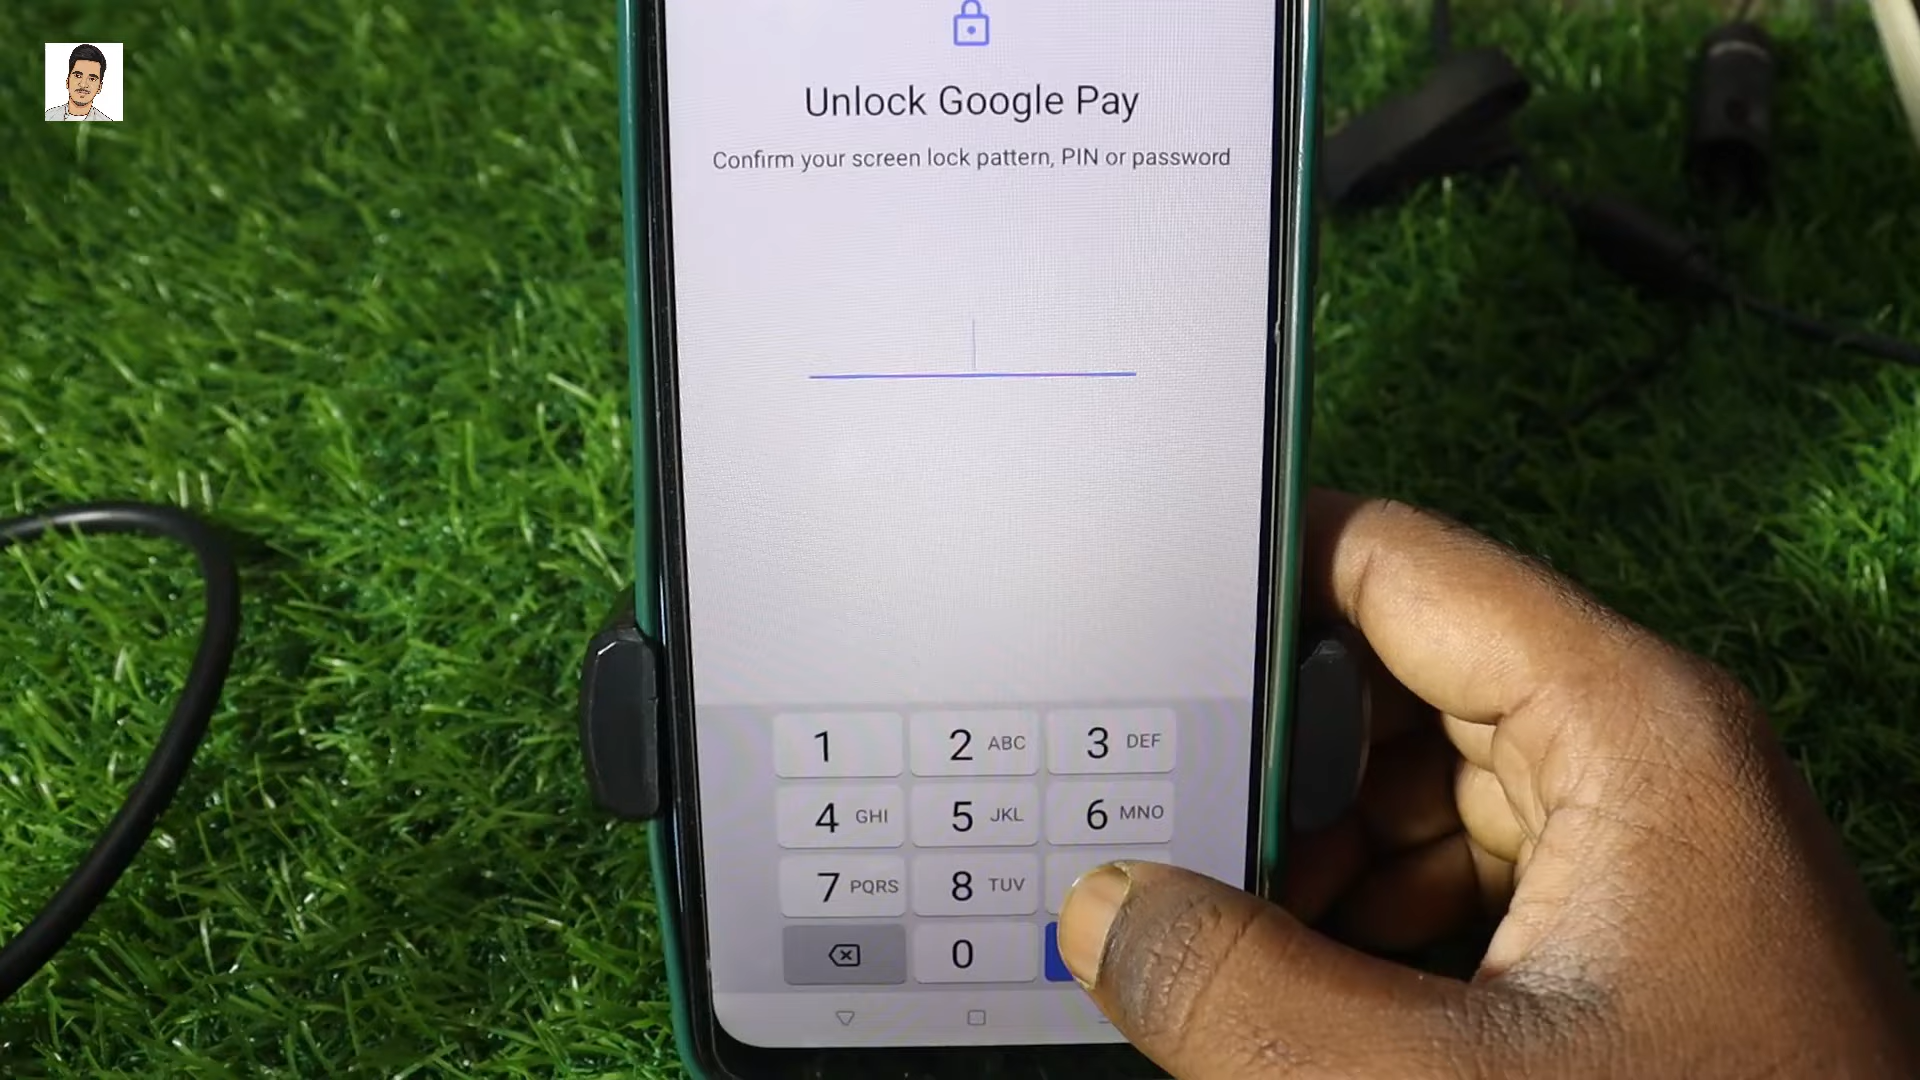 Unlock Google Pay
Confirm your screen lock pattern, PIN or password
1 2 ABC 3 DEF
4 GHI 5 JKL 6 MNO
7 PQRS 8 TUV
0